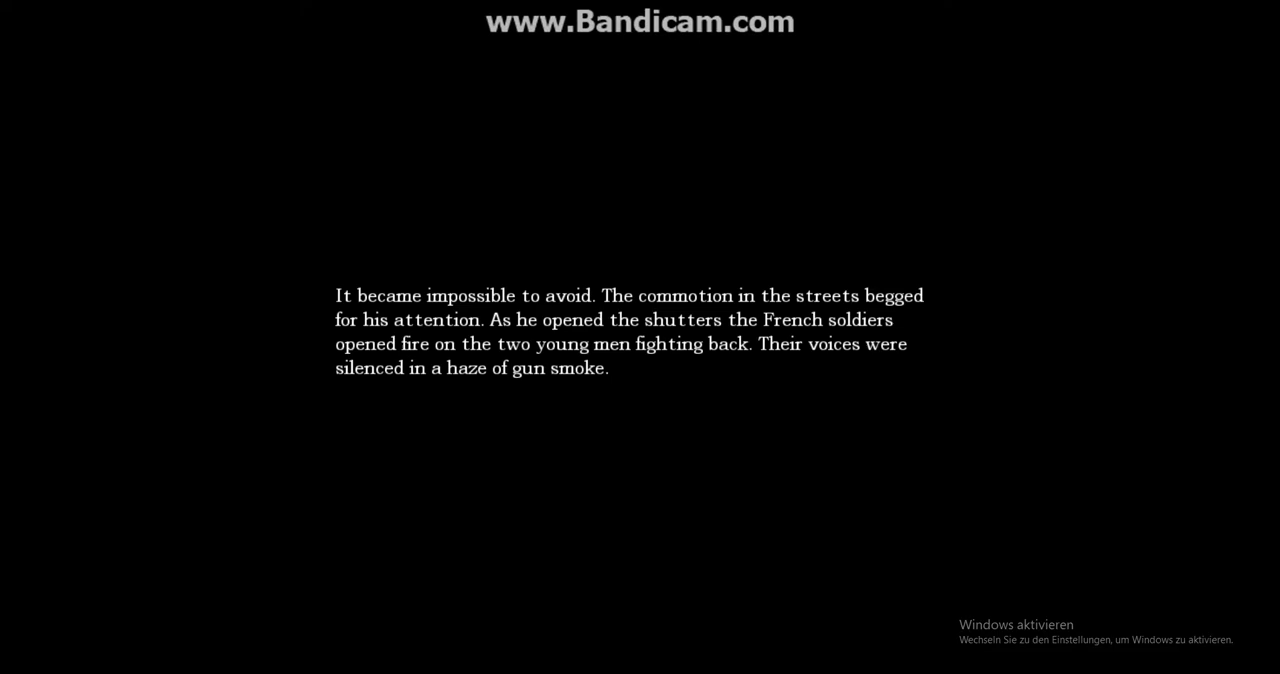 www.Bandicam.com
It became impossible to avoid. The commotion in the streets begged
for his attention. As he opened the shutters the French soldiers
opened fire on the two young men fighting back. Their voices were
silenced in a haze of gun smoke.
Windows aktivieren
Wechseln Sie zu den Einstellungen, um Windows zu aktivieren.